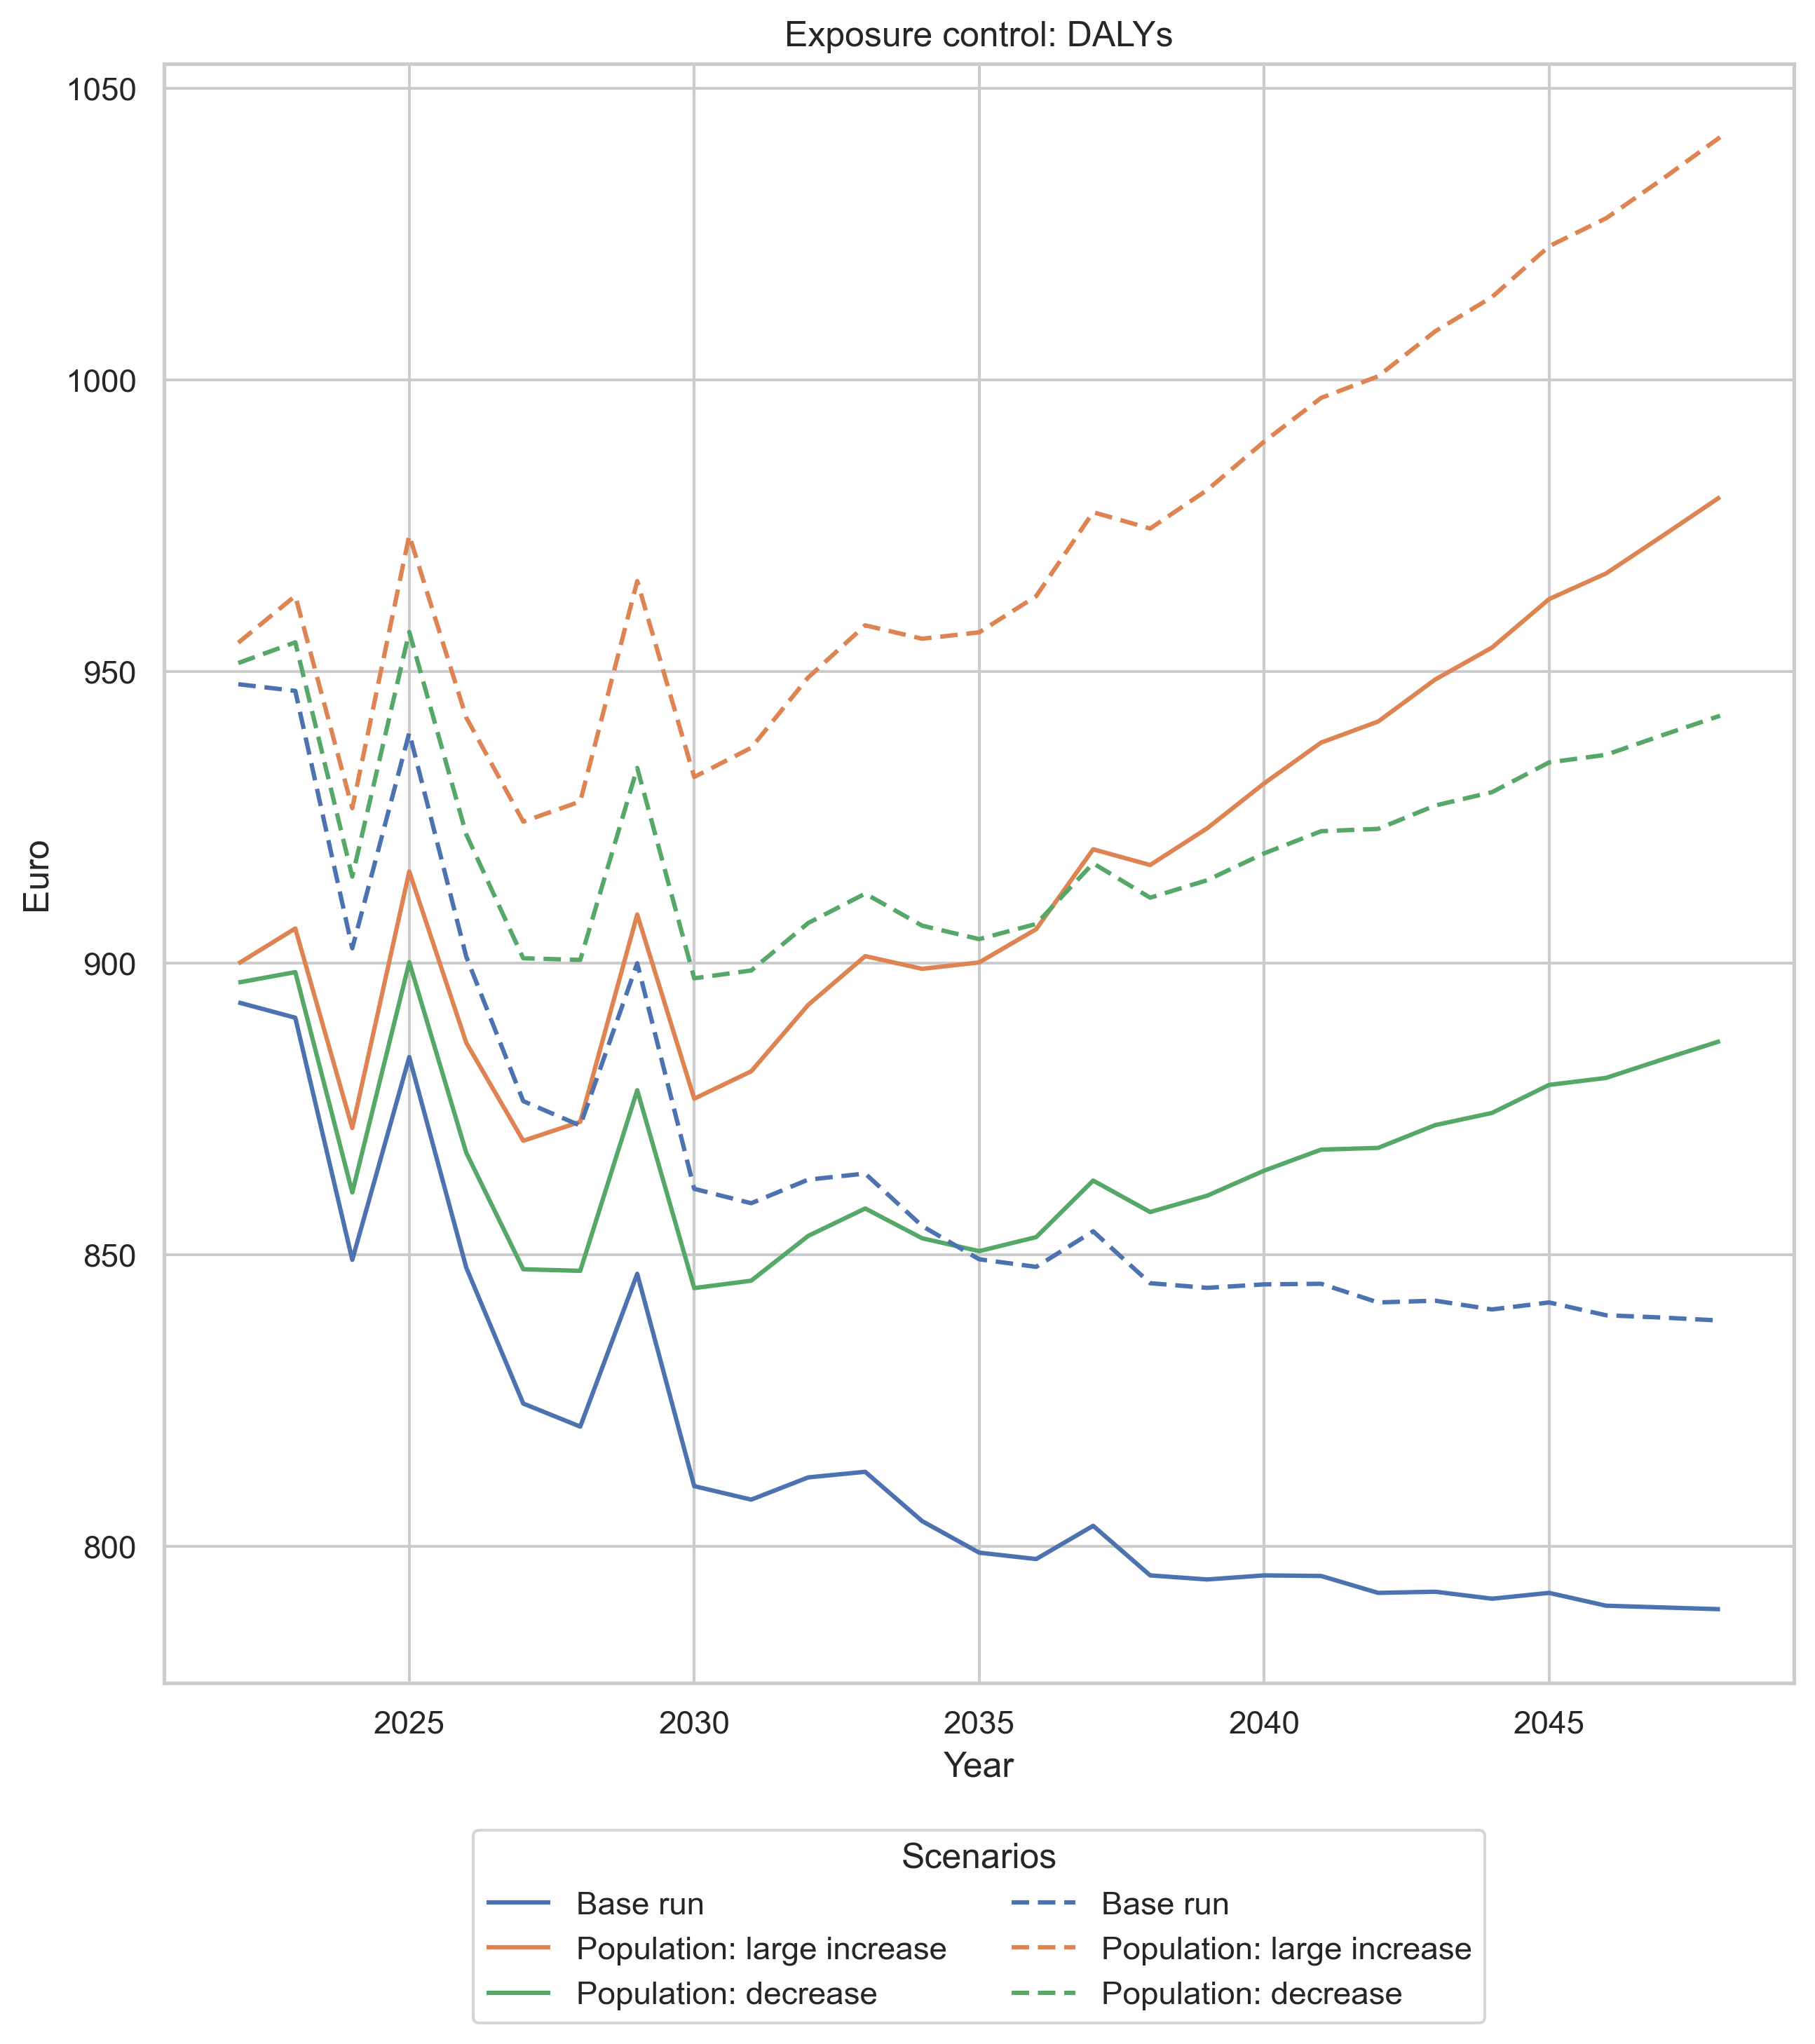 Exposure control: DALYs
1050
1000
950
900
850
800
Euro
2025 2030 2035 2040 2045
Year
Scenarios
Base run Base run
Population: large increase Population: large increase
Population: decrease Population: decrease